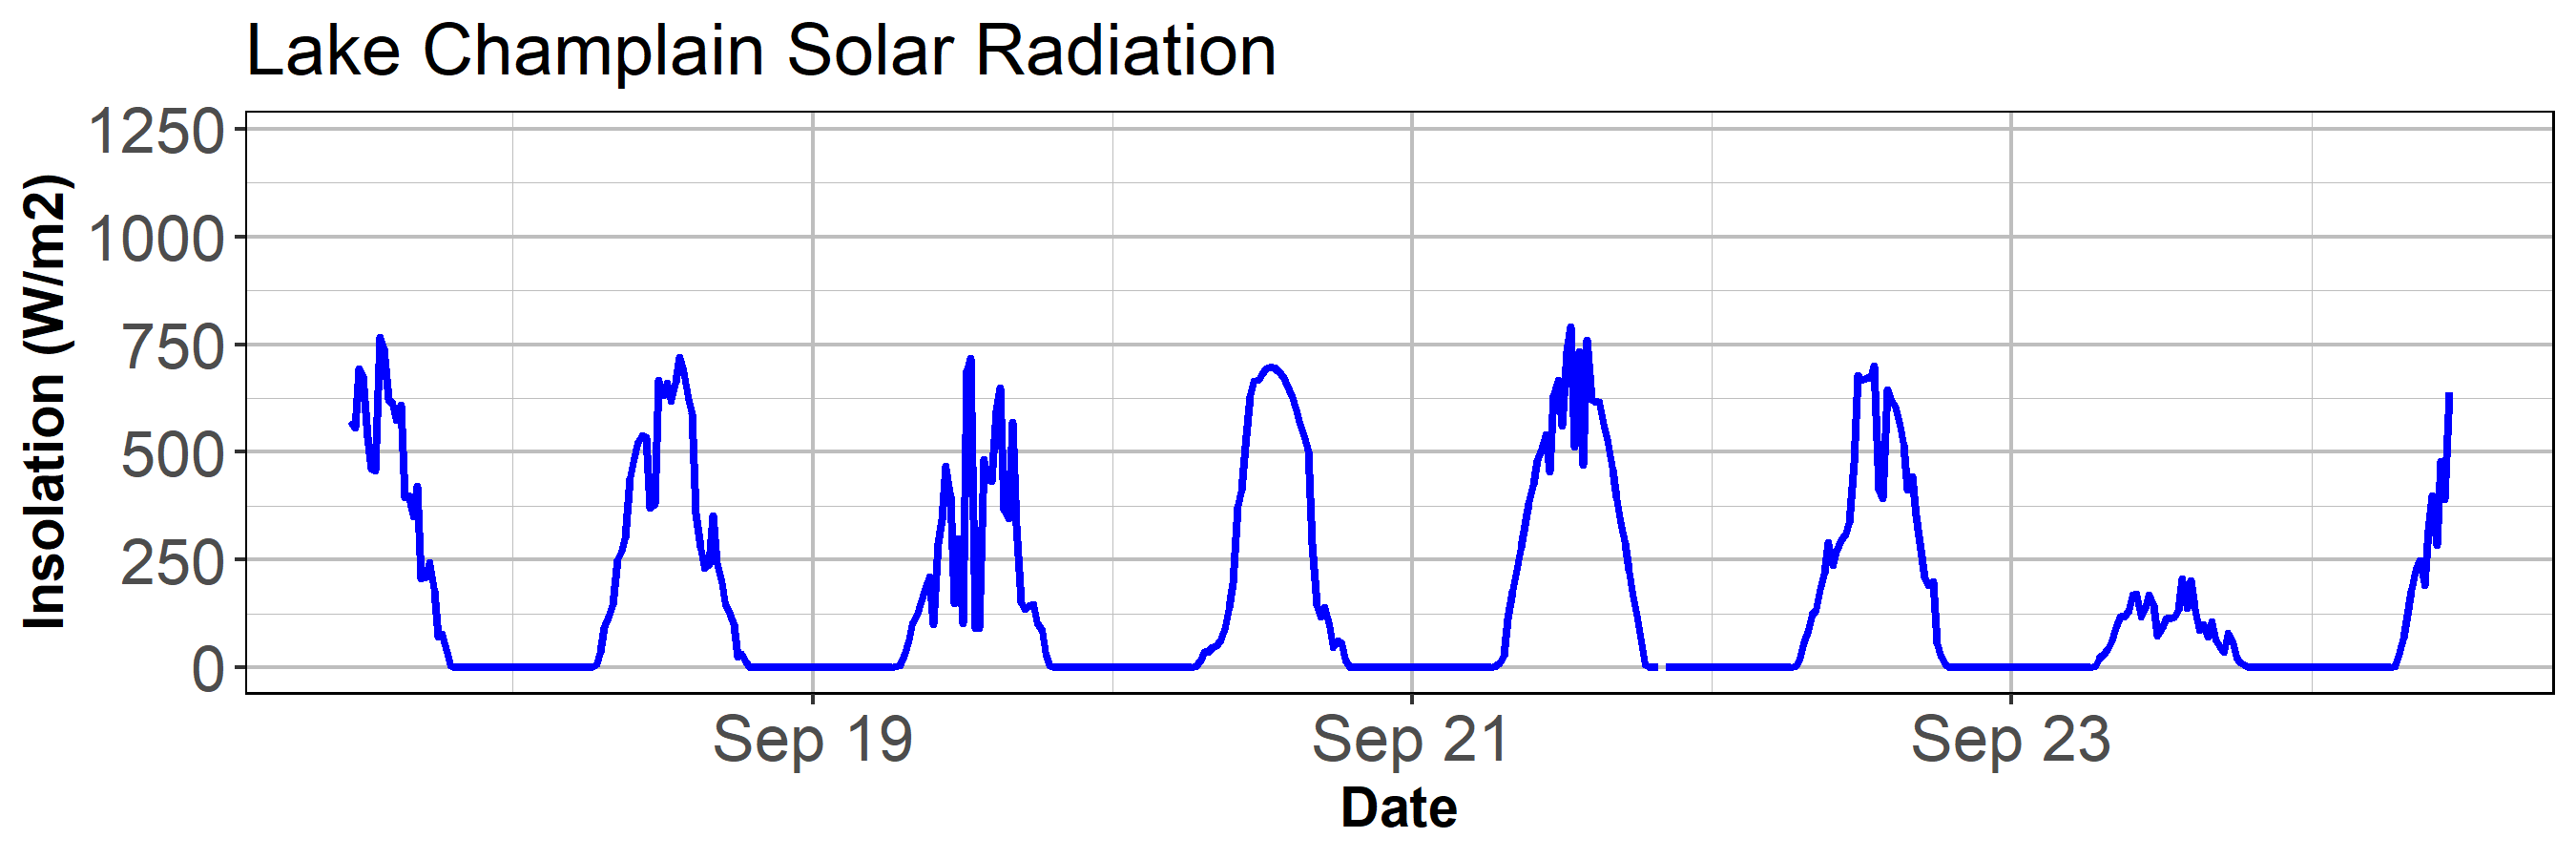 Lake Champlain Solar Radiation
1250
1000
750
500
250
0
Insolation (W/m2)
Sep 19
Sep 21
Sep 23
Date